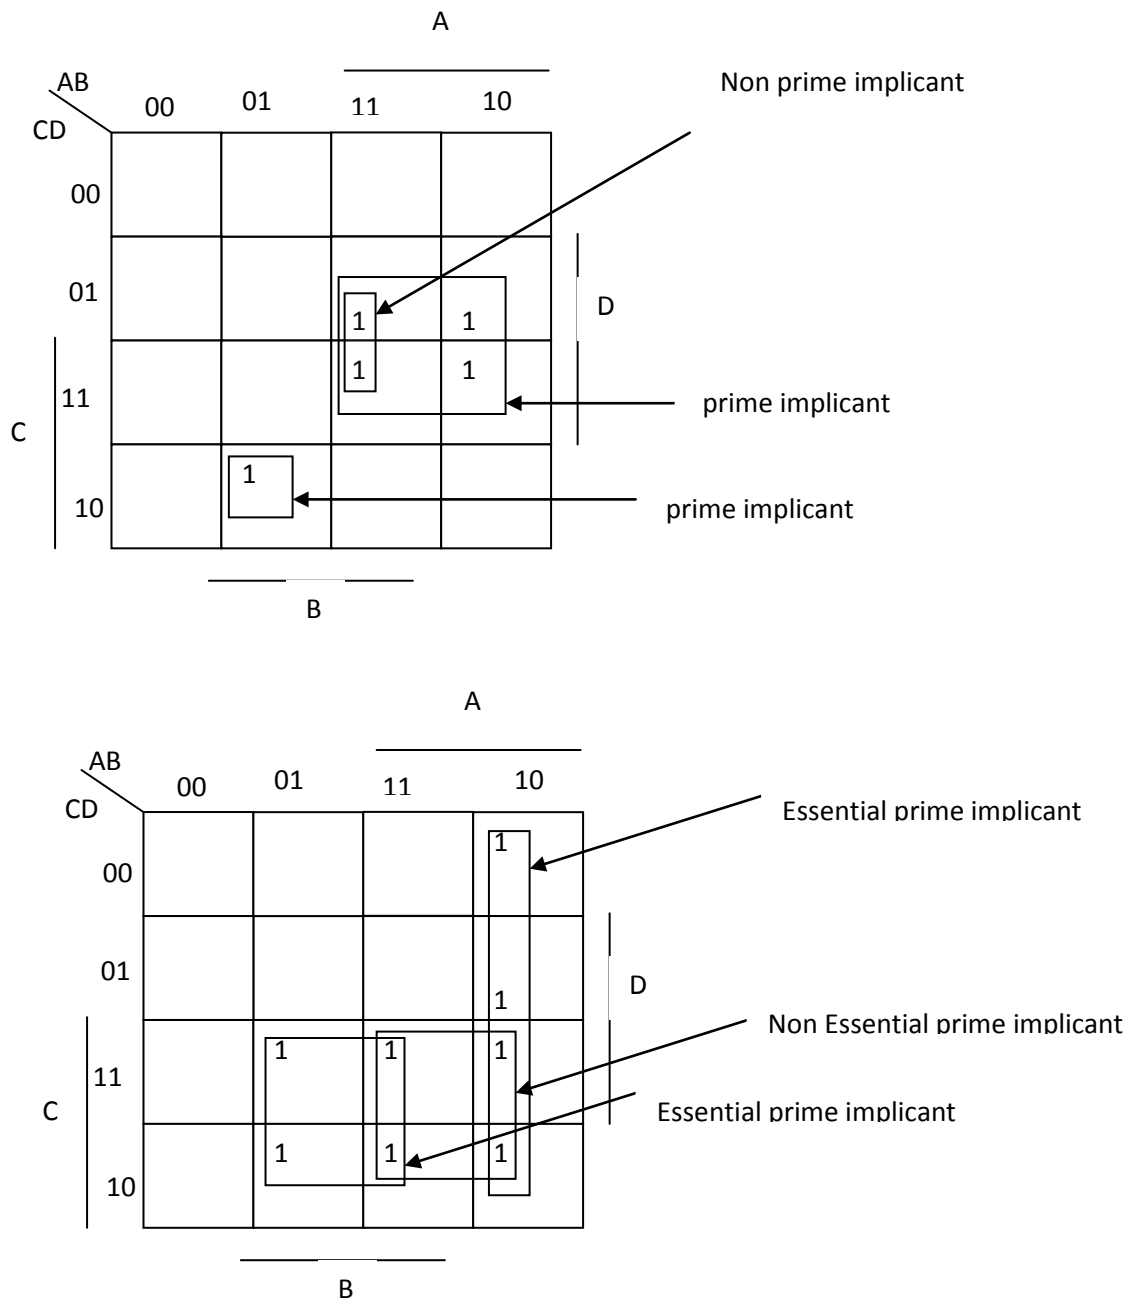 A
AB
Non prime implicant
00 01 11 10
CD
00
01
D
1 1
1 1
11
prime implicant
C
1
10
prime implicant
B
A
AB
00 01 11 10
CD
Essential prime implicant
1
00
01
D
1
Non Essential prime implicant
1 1 1
11
C
Essential prime implicant
1 1 1
10
B